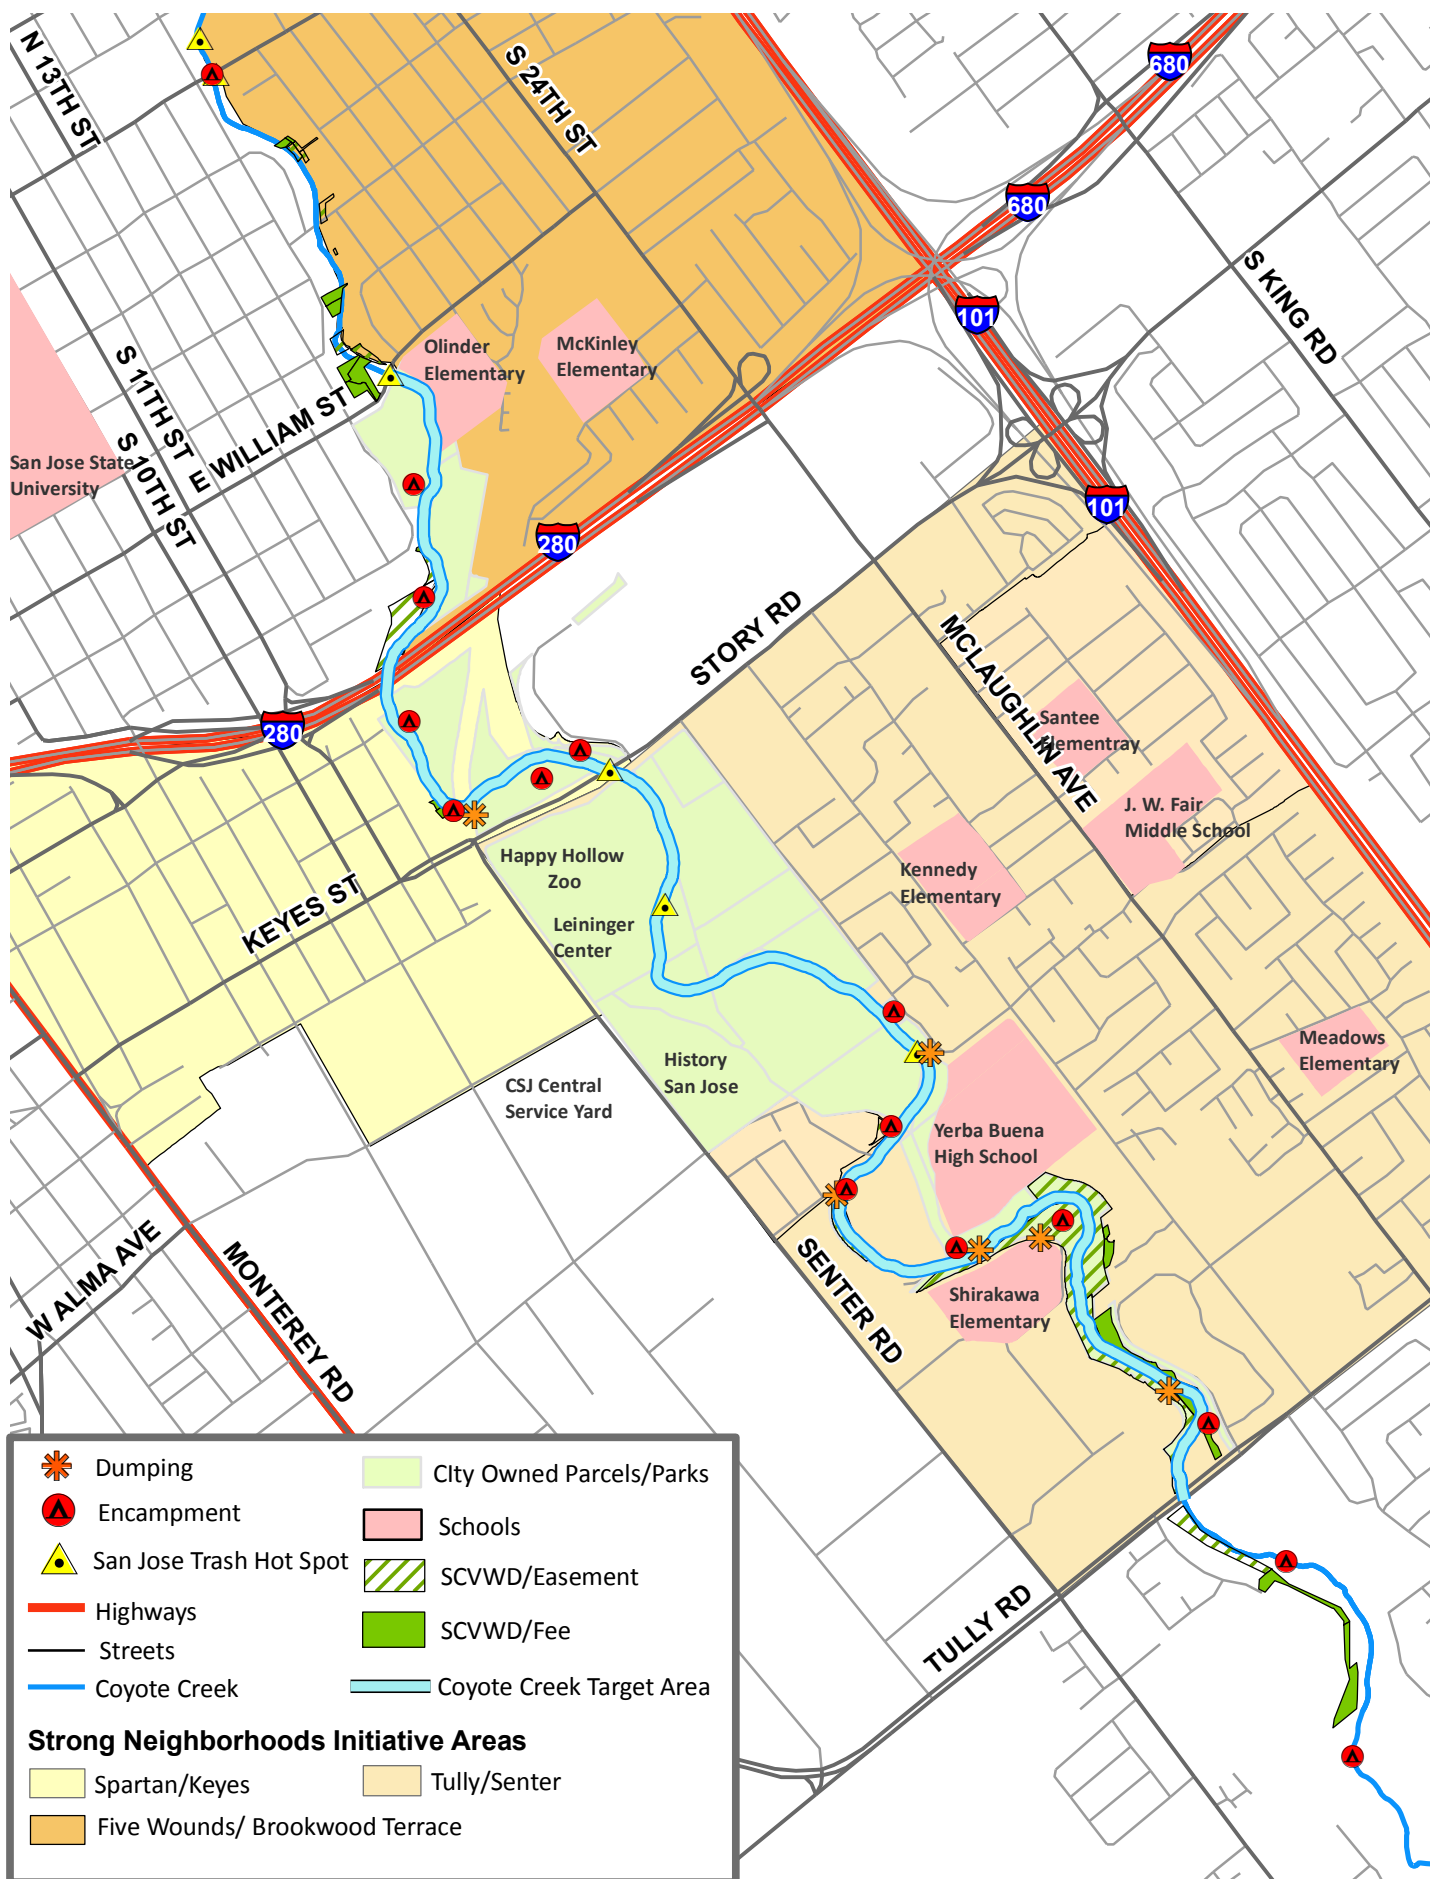 N 13TH ST
S 24TH ST
680
680
101
S KING RD
Olinder
Elementary
McKinley
Elementary
S 11TH ST
S 10TH ST
E WILLIAM ST
San Jose State
University
101
280
280
STORY RD
MCLAUGHLIN AVE
Santee
Elementray
J. W. Fair
Middle School
Kennedy
Elementary
Happy Hollow
Zoo
KEYES ST
Leininger
Center
History
San Jose
CSJ Central
Service Yard
Meadows
Elementary
Yerba Buena
High School
W ALMA AVE
MONTEREY RD
SENTER RD
Shirakawa
Elementary
TULLY RD
Dumping
Encampment
San Jose Trash Hot Spot
Highways
Streets
Coyote Creek
CIty Owned Parcels/Parks
Schools
SCVWD/Easement
SCVWD/Fee
Coyote Creek Target Area
Strong Neighborhoods Initiative Areas
Spartan/Keyes
Tully/Senter
Five Wounds/ Brookwood Terrace